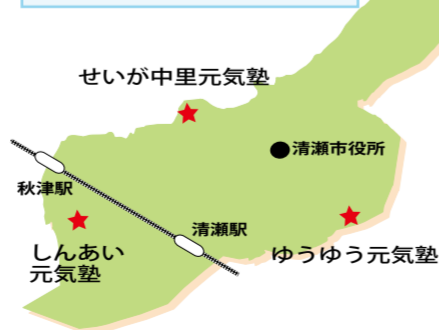 せいが中里元気塾
清瀬市役所
秋津駅
清瀬駅
しんあい
元気塾
ゆうゆう元気塾